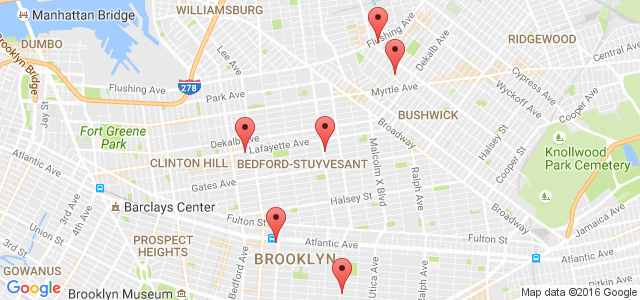 Manhattan Bridge
WILLIAMSBURG
DUMBO
Brooklyn Bridge
Lee Ave
Flushing Ave
RIDGEWOOD
Dekalb Ave
Central Ave
278
Flushing Ave
Park Ave
Myrtle Ave
Cypress Ave
Wyckoff Ave
Jay St
BUSHWICK
Cooper Ave
Fort Greene
Park
Dekalb Ave
Lafayette Ave
Broadway
Halsey St
Knollwood
Park Cemetery
Atlantic Ave
CLINTON HILL
BEDFORD-STUYVESANT
Malcolm X Blvd
Ralph Ave
Cooper St
Gates Ave
3rd Ave
4th Ave
Barclays Center
Halsey St
Broadway
Jamaica Ave
Fulton St
Union St
PROSPECT
HEIGHTS
Bedford Ave
Atlantic Ave
Fulton St
Atlantic Ave
BROOKLYN
GOWANUS
Utica Ave
Pitkin Ave
Google
Brooklyn Museum
Map data ©2016 Google